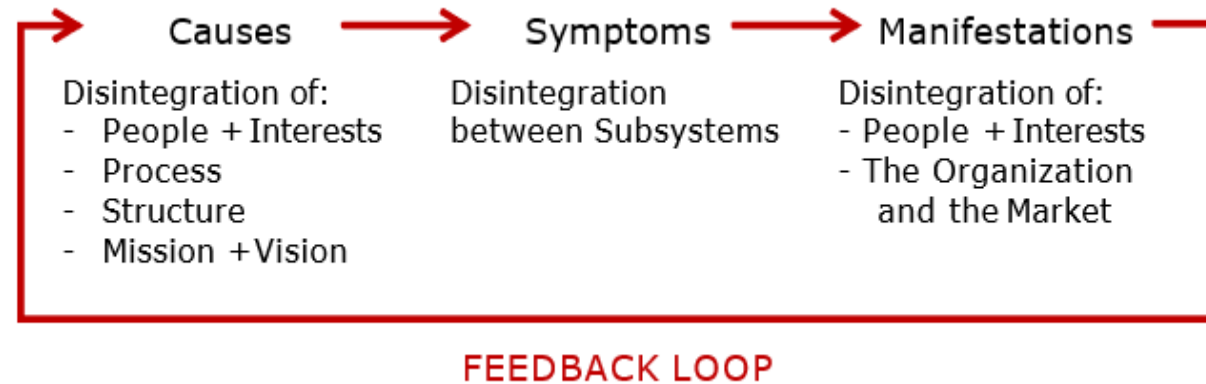 Causes
Symptoms
Manifestations
Disintegration of:
- People + Interests
- Process
- Structure
- Mission + Vision
Disintegration
between Subsystems
Disintegration of:
- People + Interests
- The Organization
and the Market
FEEDBACK LOOP